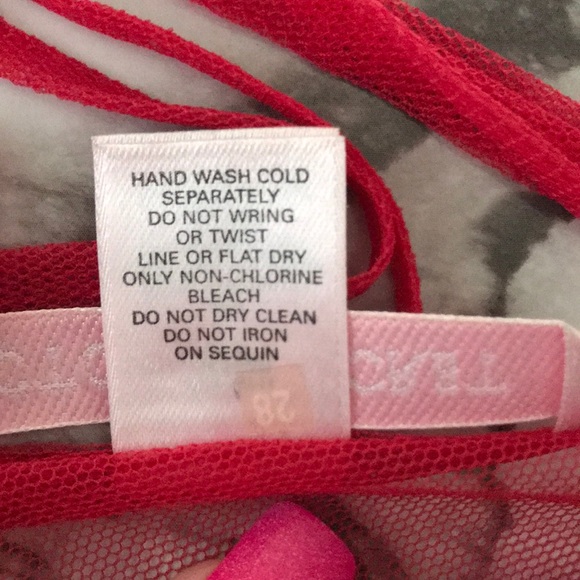 HAND WASH COLD
SEPARATELY
DO NOT WRING
OR TWIST
LINE OR FLAT DRY
ONLY NON-CHLORINE
BLEACH
DO NOT DRY CLEAN
DO NOT IRON
ON SEQUIN
28